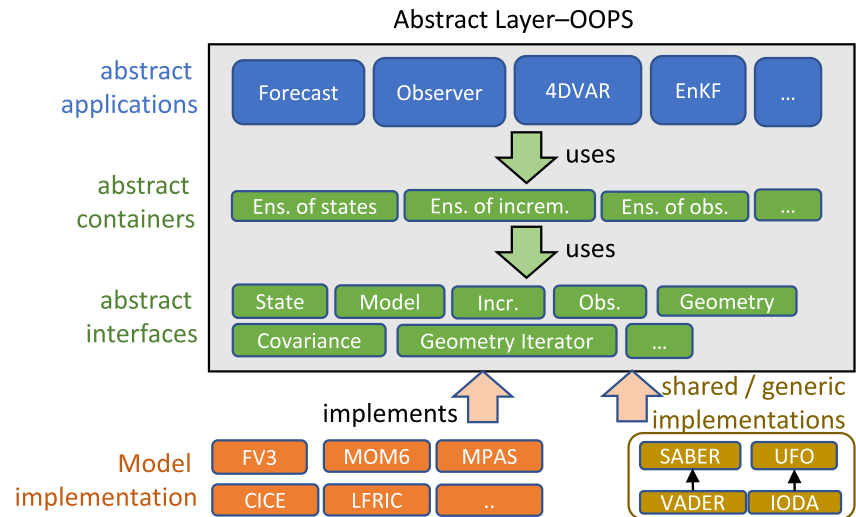 Abstract Layer–OOPS
abstract
applications
Forecast
Observer
4DVAR
EnKF
...
uses
abstract
containers
Ens. of states
Ens. of increm.
Ens. of obs.
...
uses
abstract
interfaces
State
Model
Incr.
Obs.
Geometry
Covariance
Geometry Iterator
...
implements
shared / generic
implementations
Model
implementation
FV3
MOM6
MPAS
CICE
LFRIC
..
SABER
UFO
VADER
IODA